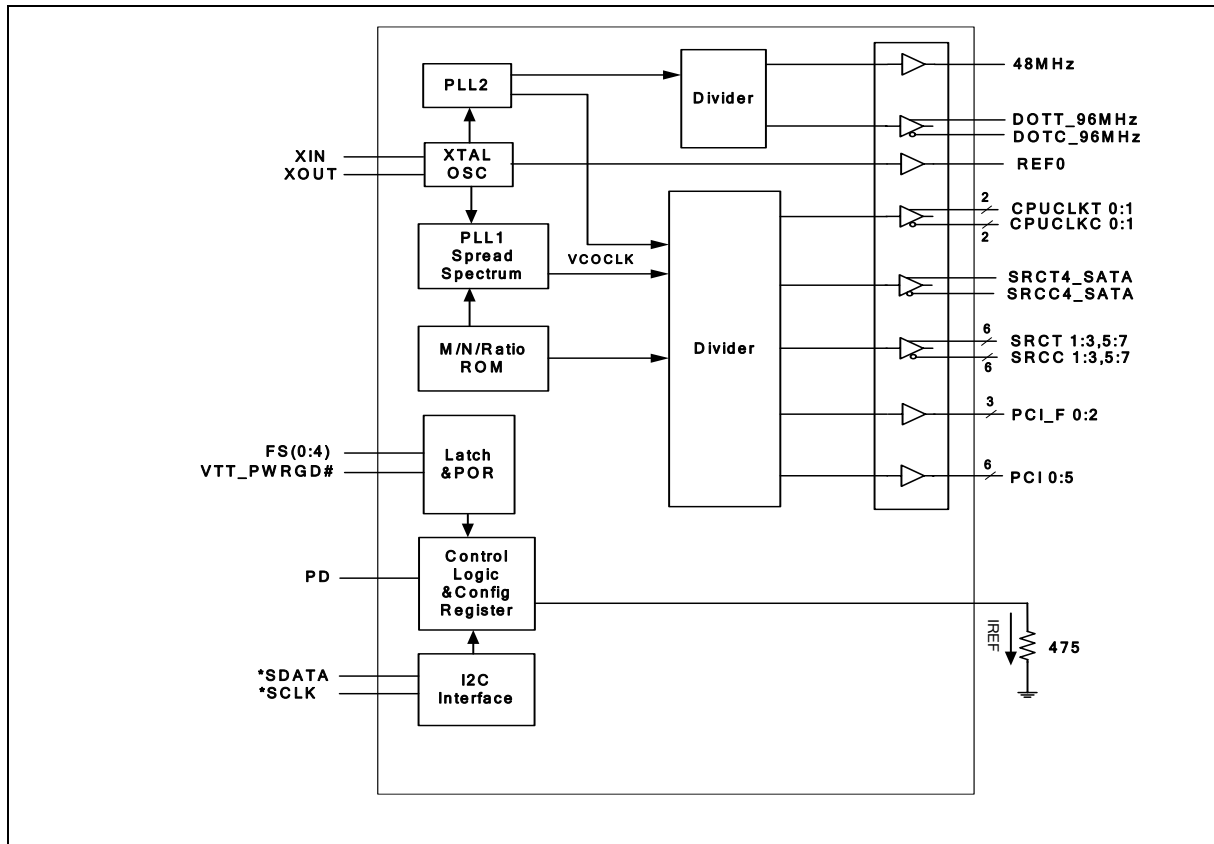 PLL2
Divider
48MHz
DOTT_96MHz
DOTC_96MHz
XIN
XOUT
XTAL
OSC
REF0
2
CPUCLKT 0:1
CPUCLKC 0:1
2
PLL1
Spread
Spectrum
VCOCLK
SRCT4_SATA
SRCC4_SATA
M/N/Ratio
ROM
Divider
6
SRCT 1:3,5:7
SRCC 1:3,5:7
6
3
PCI_F 0:2
FS(0:4)
VTT_PWRGD#
Latch
&POR
6
PCI 0:5
PD
Control
Logic
&Config
Register
IREF
475
*SDATA
*SCLK
I2C
Interface